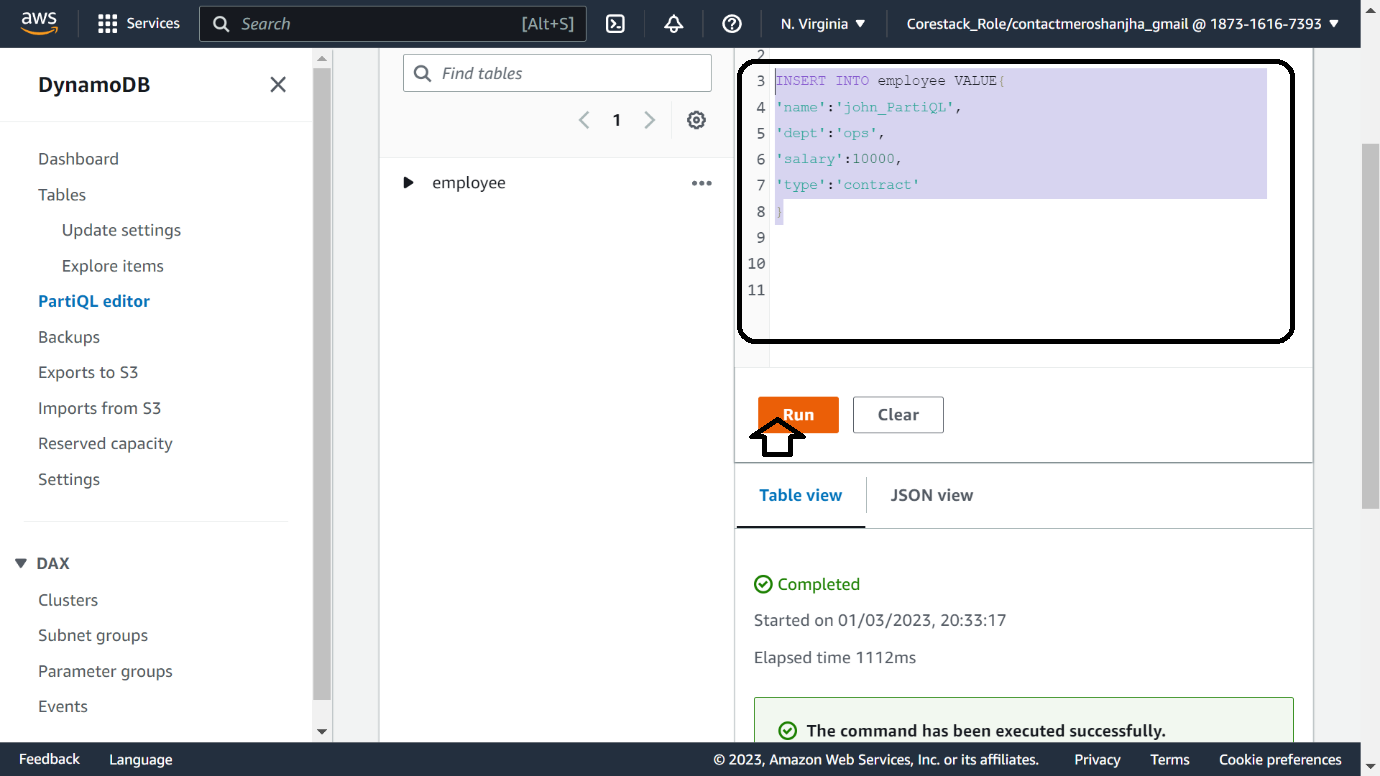 aws
Services
Search
[Alt+S]
N. Virginia
Corestack_Role/contactmeroshanjha_gmail @ 1873-1616-7393
DynamoDB
Dashboard
Tables
Update settings
Explore items
PartiQL editor
Backups
Exports to S3
Imports from S3
Reserved capacity
Settings
DAX
Clusters
Subnet groups
Parameter groups
Events
Find tables
1
employee
2
3 INSERT INTO employee VALUE{
4 'name':'john_PartiQL',
5 'dept':'ops',
6 'salary':10000,
7 'type':'contract'
8 }
9
10
11
Run
Clear
Table view
JSON view
Completed
Started on 01/03/2023, 20:33:17
Elapsed time 1112ms
The command has been executed successfully.
Feedback
Language
© 2023, Amazon Web Services, Inc. or its affiliates.
Privacy
Terms
Cookie preferences